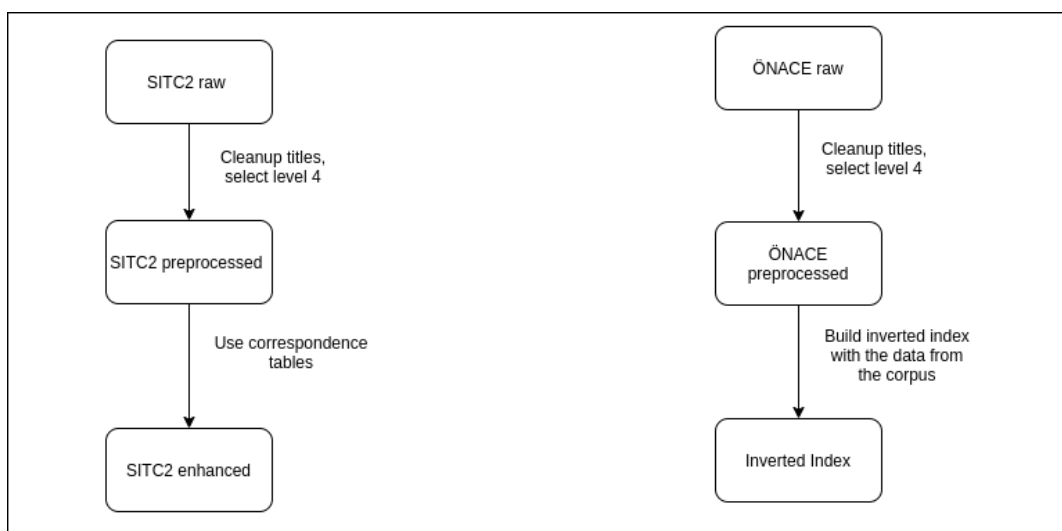 SITC2 raw
Cleanup titles,
select level 4
SITC2 preprocessed
Use correspondence
tables
SITC2 enhanced
ÖNACE raw
Cleanup titles,
select level 4
ÖNACE
preprocessed
Build inverted index
with the data from
the corpus
Inverted Index